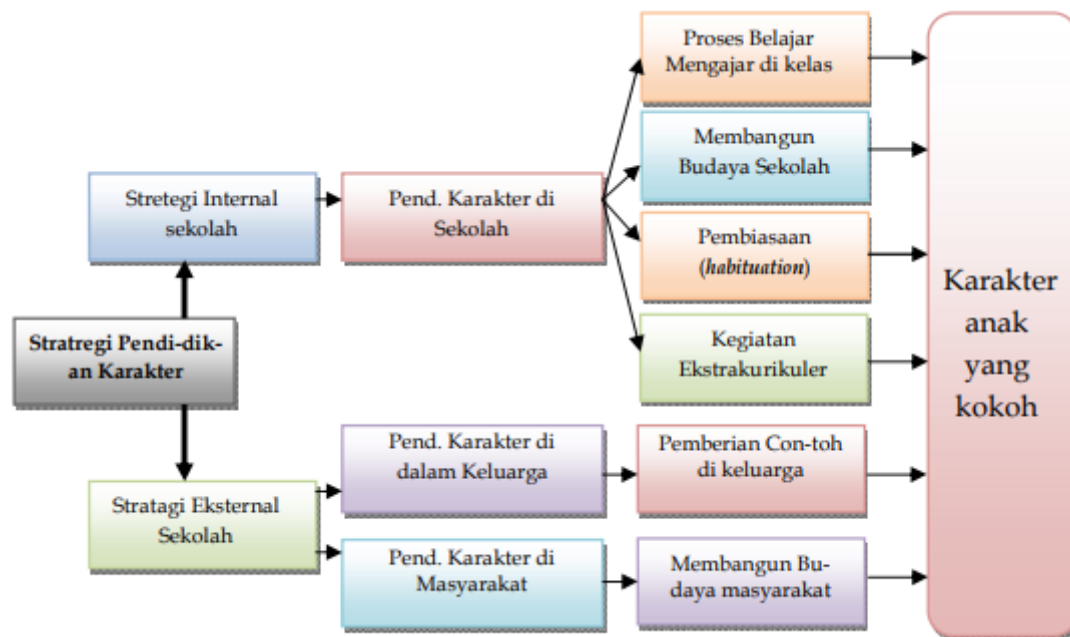 Proses Belajar
Mengajar di kelas
Membangun
Budaya Sekolah
Stretegi Internal
sekolah
Pend. Karakter di
Sekolah
Pembiasaan
(habituation)
Karakter
anak
yang
kokoh
Stratregi Pendi-dik-
an Karakter
Kegiatan
Ekstrakurikuler
Pend. Karakter di
dalam Keluarga
Pemberian Con-toh
di keluarga
Stratagi Eksternal
Sekolah
Pend. Karakter di
Masyarakat
Membangun Bu-
daya masyarakat